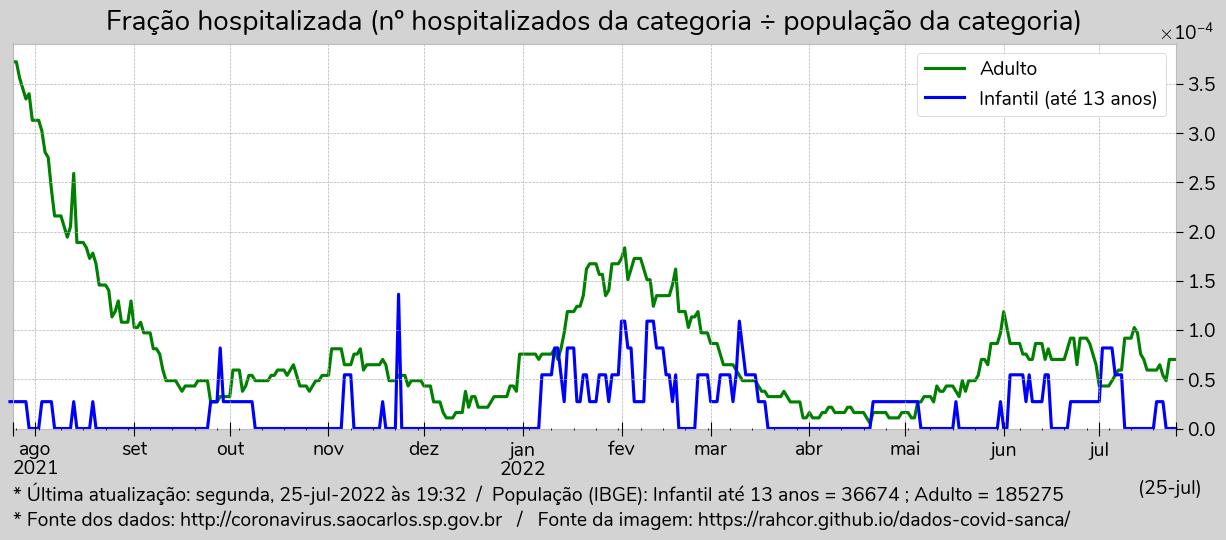 Fração hospitalizada (nº hospitalizados da categoria ÷ população da categoria)
×10⁻⁴
Adulto
Infantil (até 13 anos)
3.5
3.0
2.5
2.0
1.5
1.0
0.5
0.0
ago set out nov dez jan fev mar abr mai jun jul
2021 2022
(25-jul)
* Última atualização: segunda, 25-jul-2022 às 19:32 / População (IBGE): Infantil até 13 anos = 36674 ; Adulto = 185275
* Fonte dos dados: http://coronavirus.saocarlos.sp.gov.br / Fonte da imagem: https://rahcor.github.io/dados-covid-sanca/